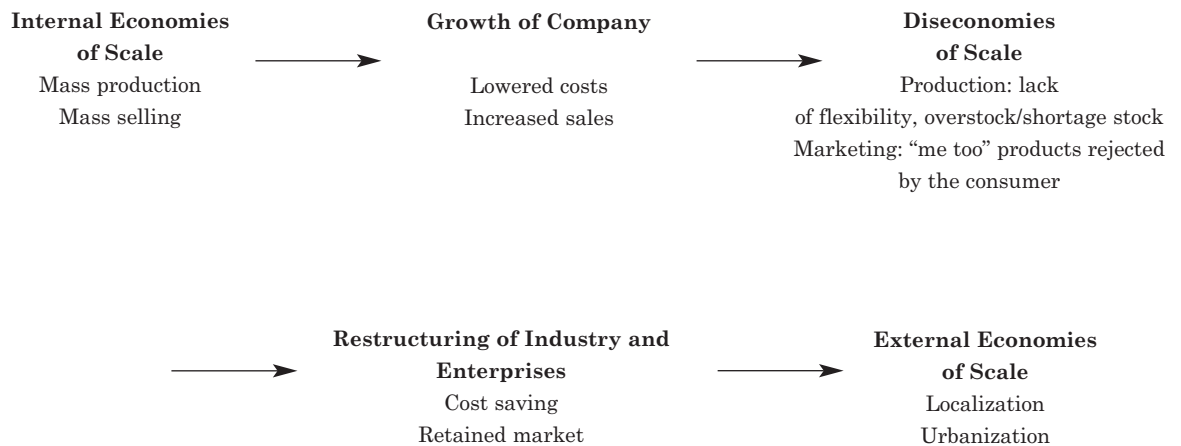 Internal Economies
of Scale
Mass production
Mass selling
Growth of Company
Lowered costs
Increased sales
Diseconomies
of Scale
Production: lack
of flexibility, overstock/shortage stock
Marketing: “me too” products rejected
by the consumer
Restructuring of Industry and
Enterprises
Cost saving
Retained market
External Economies
of Scale
Localization
Urbanization